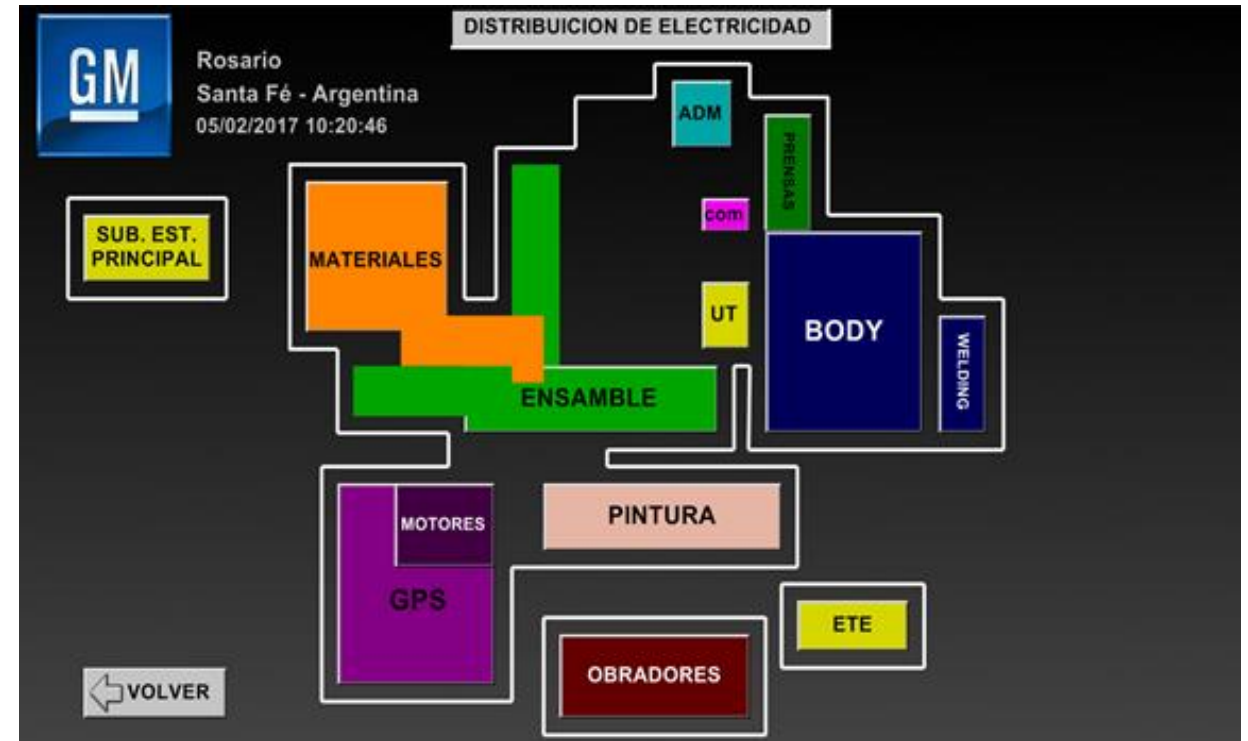 DISTRIBUICION DE ELECTRICIDAD
GM
Rosario
Santa Fé - Argentina
05/02/2017 10:20:46
ADM
PRENSAS
com
SUB. EST.
PRINCIPAL
MATERIALES
UT
BODY
WELDING
ENSAMBLE
MOTORES
PINTURA
GPS
ETE
OBRADORES
VOLVER